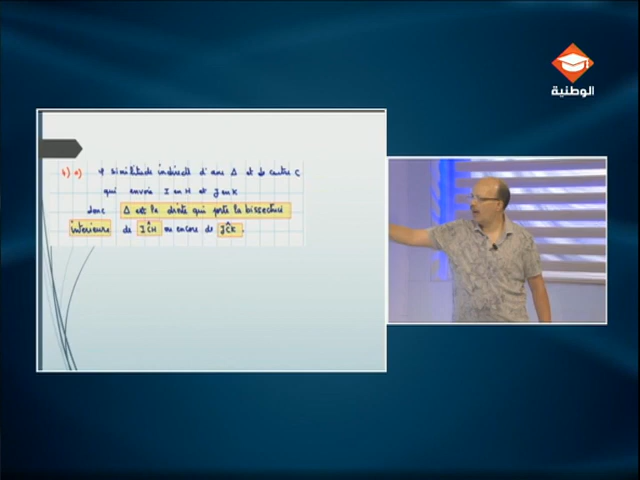 الوطنية
4) a) φ similitude indirecte d'axe Δ et de centre C
qui envoie I en H et J en K
donc Δ est la droite qui porte la bissectrice
intérieure de IĈH ou encore de JĈK.